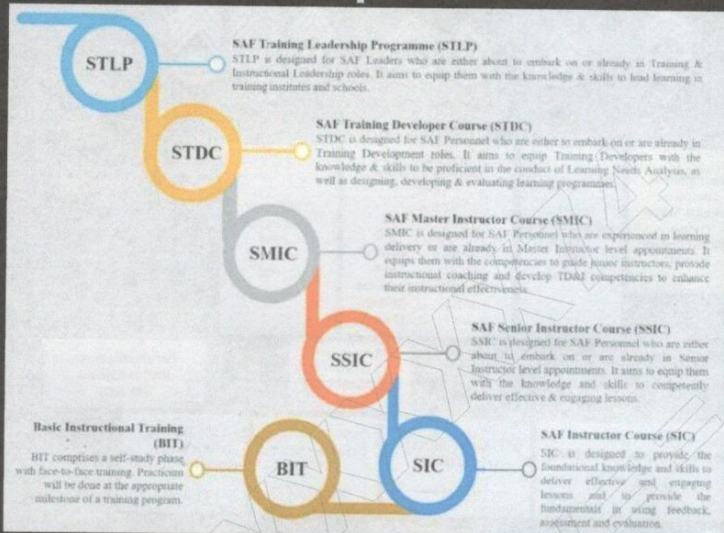 STLP
SAF Training Leadership Programme (STLP)
STLP is designed for SAF Leaders who are either about to embark on or already in Training &
Instructional Leadership roles. It aims to equip them with the knowledge & skills to lead learning in
training institutes and schools.
STDC
SAF Training Developer Course (STDC)
STDC is designed for SAF Personnel who are either to embark on or are already in
Training Development roles. It aims to equip Training Developers with the
knowledge & skills to be proficient in the conduct of Learning Needs Analysis, as
well as designing, developing & evaluating learning programmes.
SMIC
SAF Master Instructor Course (SMIC)
SMIC is designed for SAF Personnel who are experienced in learning
delivery or are already in Master Instructor level appointments. It
equips them with the competencies to guide junior instructors, provide
instructional coaching and develop TD&I competencies to enhance
their instructional effectiveness.
SSIC
SAF Senior Instructor Course (SSIC)
SSIC is designed for SAF Personnel who are either
about to embark on or are already in Senior
Instructor level appointments. It aims to equip them
with the knowledge and skills to competently
deliver effective & engaging lessons.
Basic Instructional Training
(BIT)
BIT comprises a self-study phase
with face-to-face training. Practicum
will be done at the appropriate
milestone of a training program.
BIT
SIC
SAF Instructor Course (SIC)
SIC is designed to provide the
foundational knowledge and skills to
deliver effective and engaging
lessons and to provide the
fundamentals in using feedback,
assessment and evaluation.